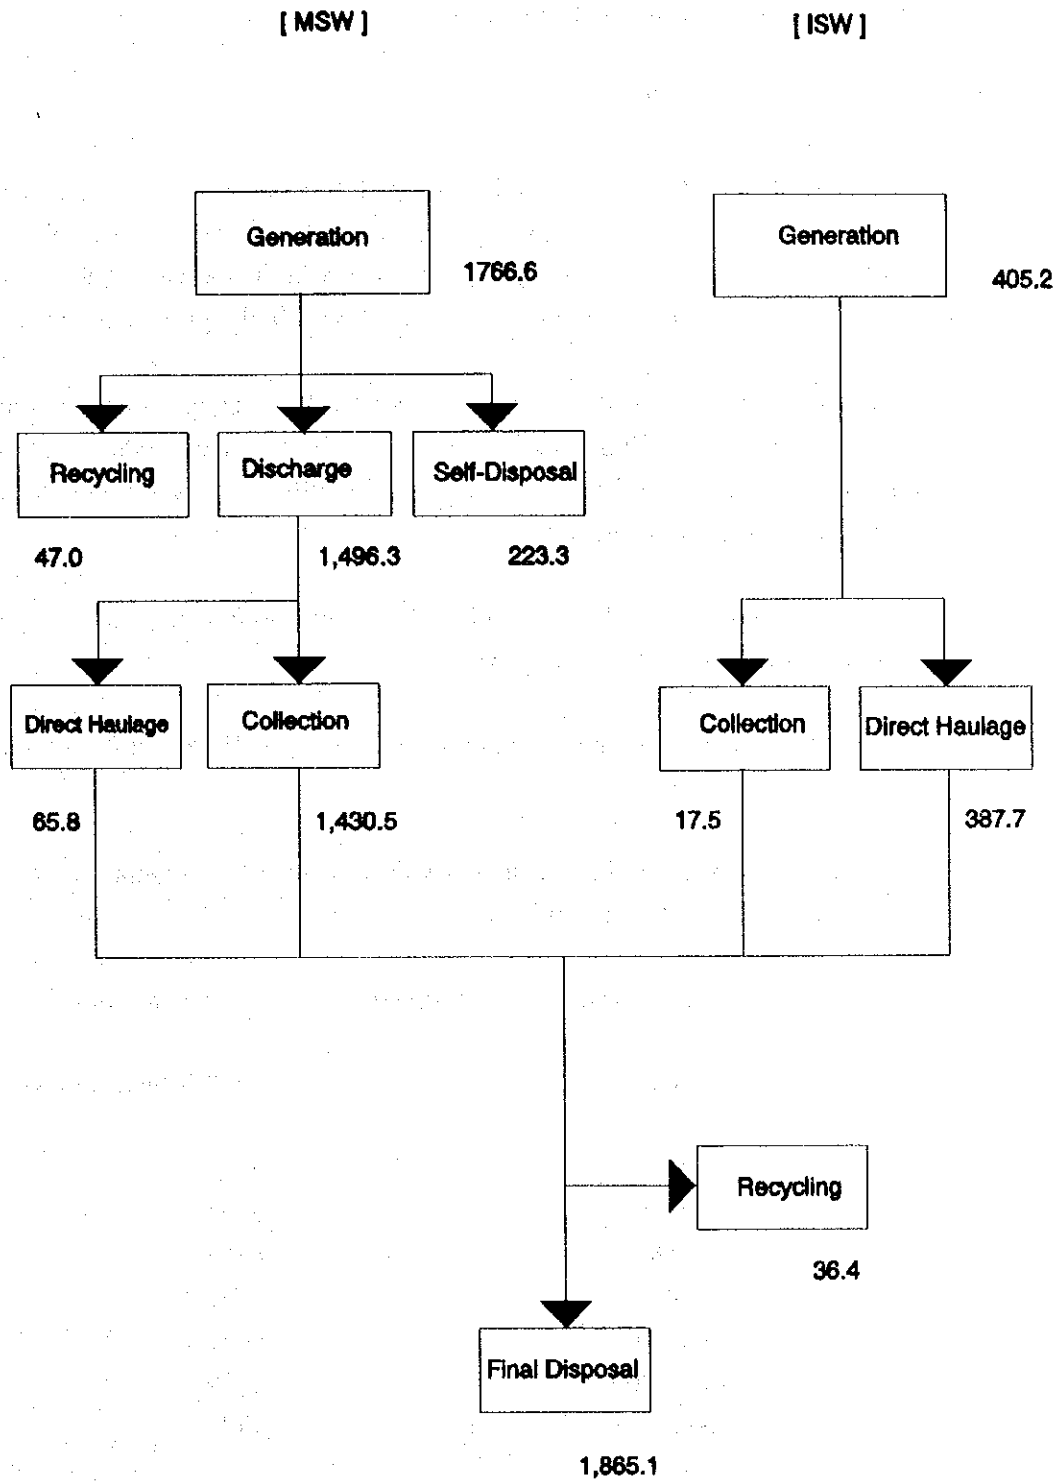 [ MSW ]
[ ISW ]
Generation
1766.6
Generation
405.2
Recycling
47.0
Discharge
1,496.3
Self-Disposal
223.3
Direct Haulage
65.8
Collection
1,430.5
Collection
17.5
Direct Haulage
387.7
Recycling
36.4
Final Disposal
1,865.1